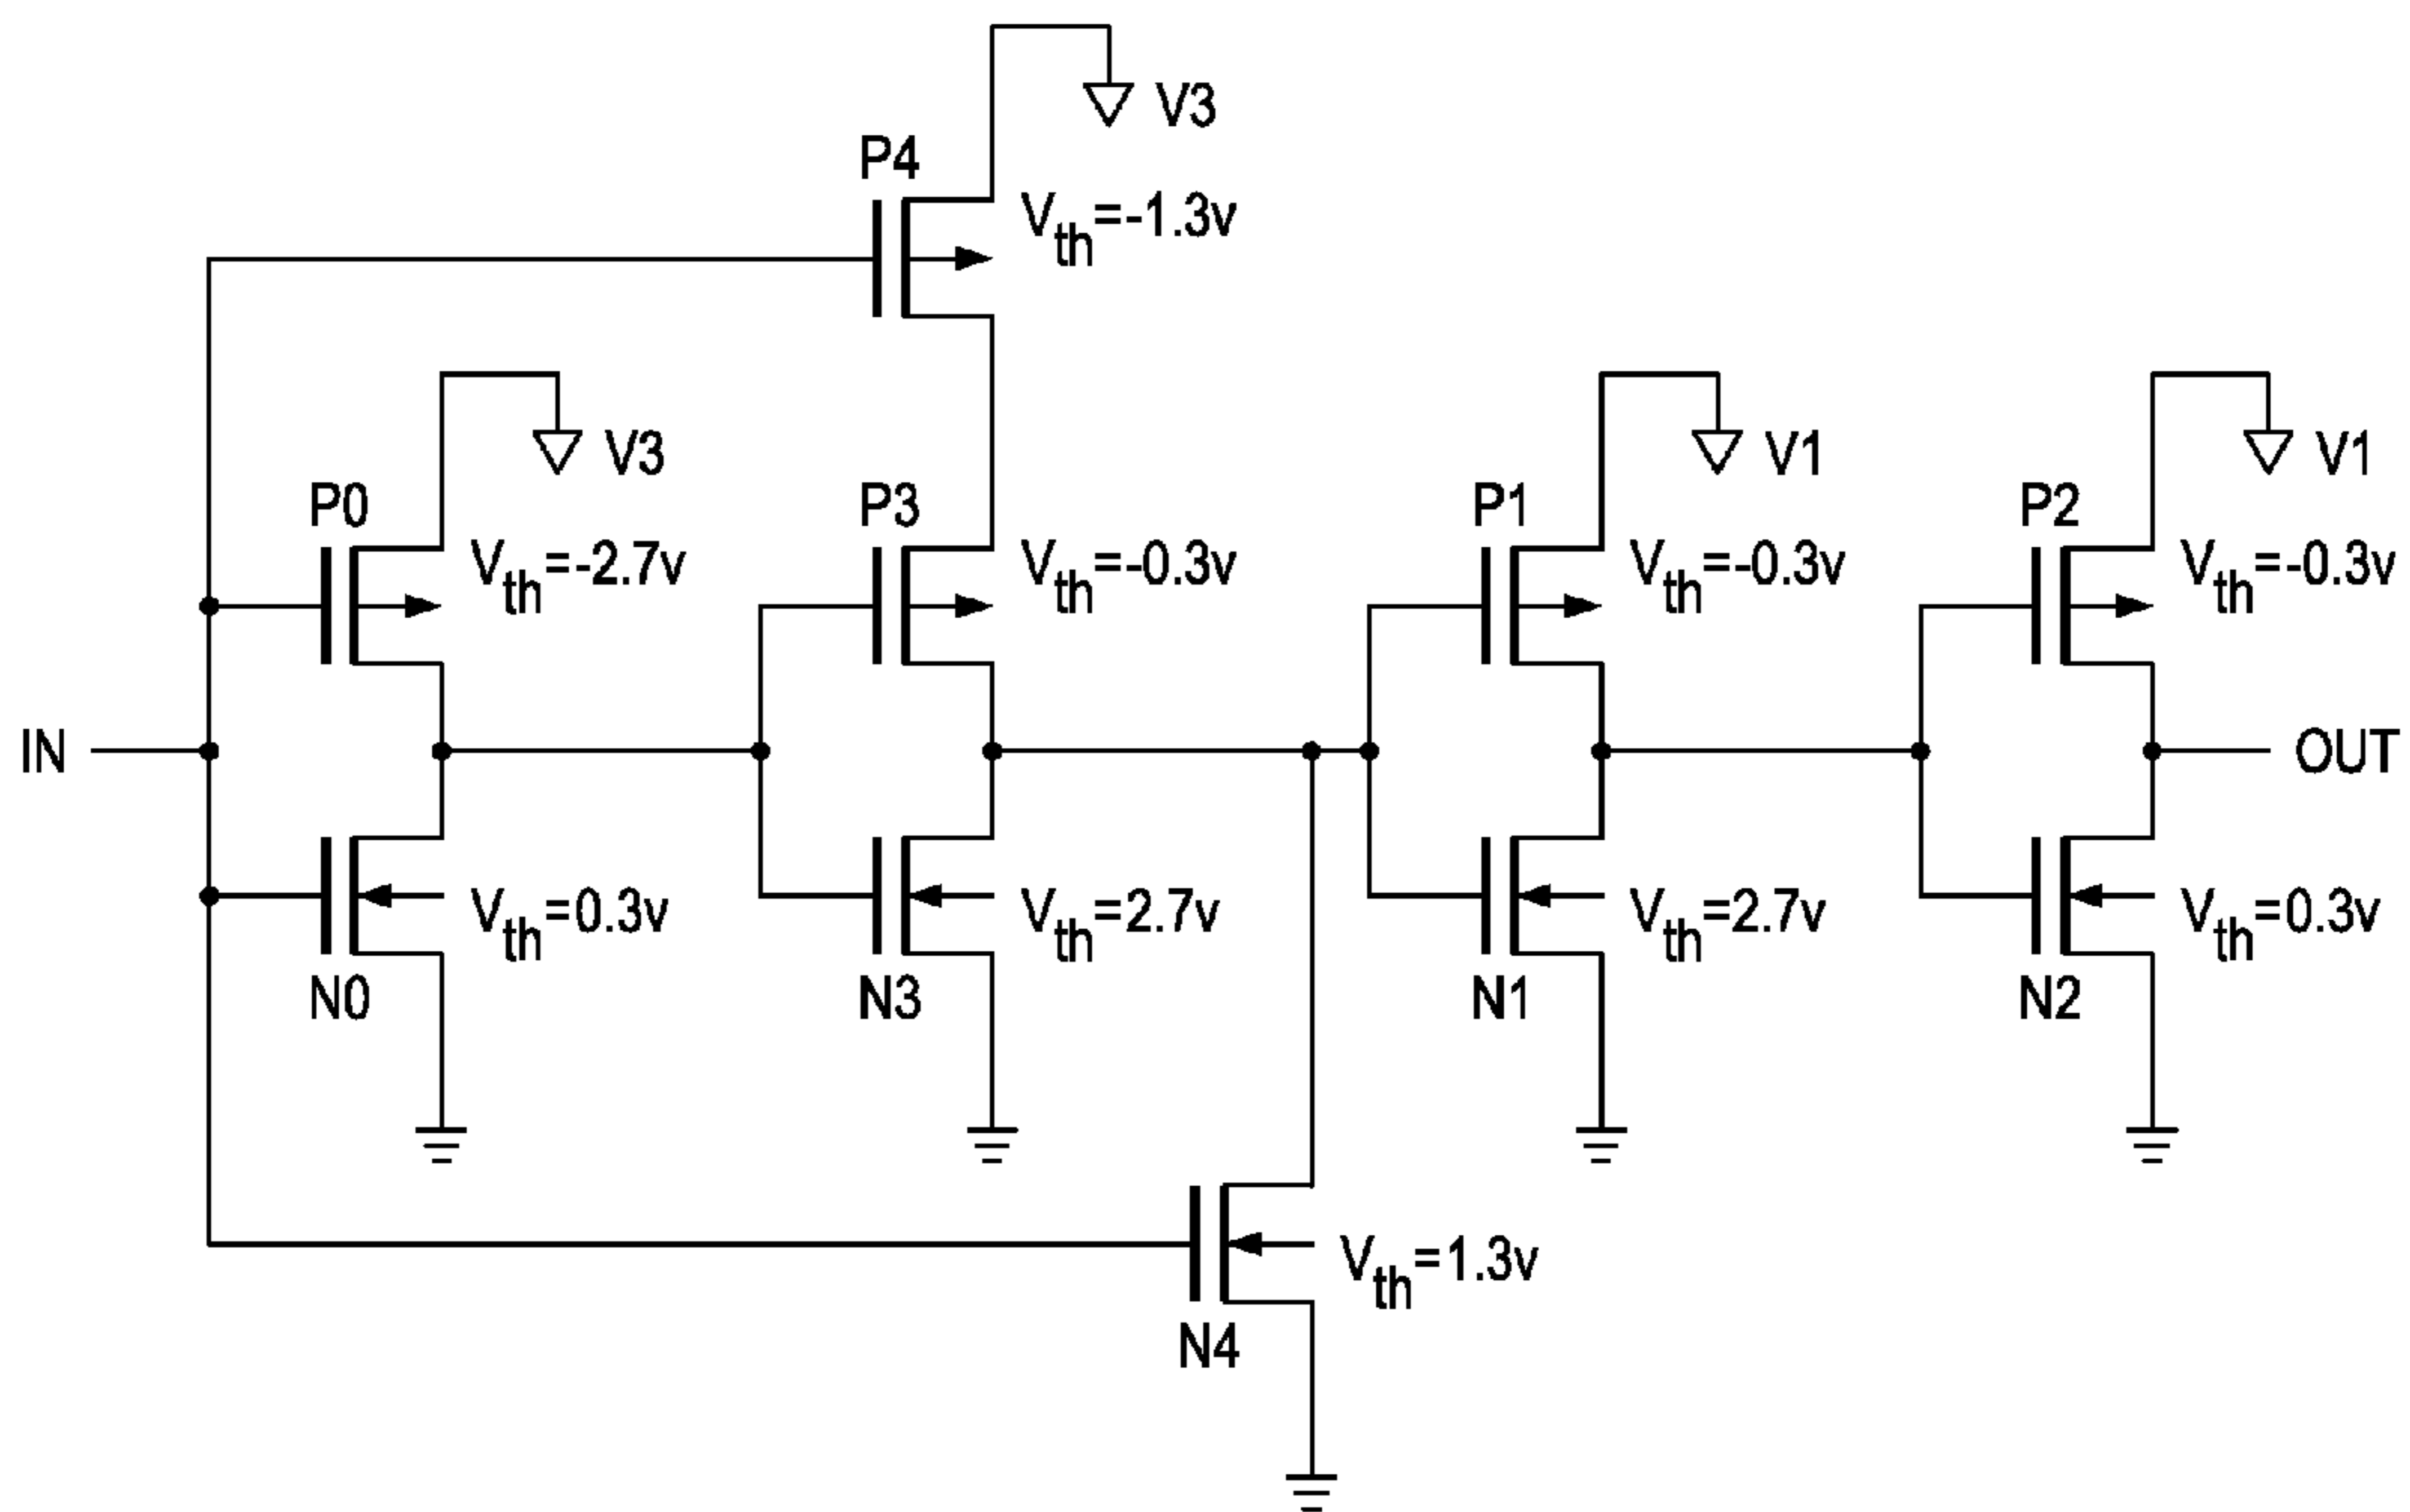 V3
P4
Vth=-1.3v
V3
V1
V1
P0
P3
P1
P2
Vth=-2.7v
Vth=-0.3v
Vth=-0.3v
Vth=-0.3v
IN
OUT
Vth=0.3v
Vth=2.7v
Vth=2.7v
Vth=0.3v
N0
N3
N1
N2
Vth=1.3v
N4